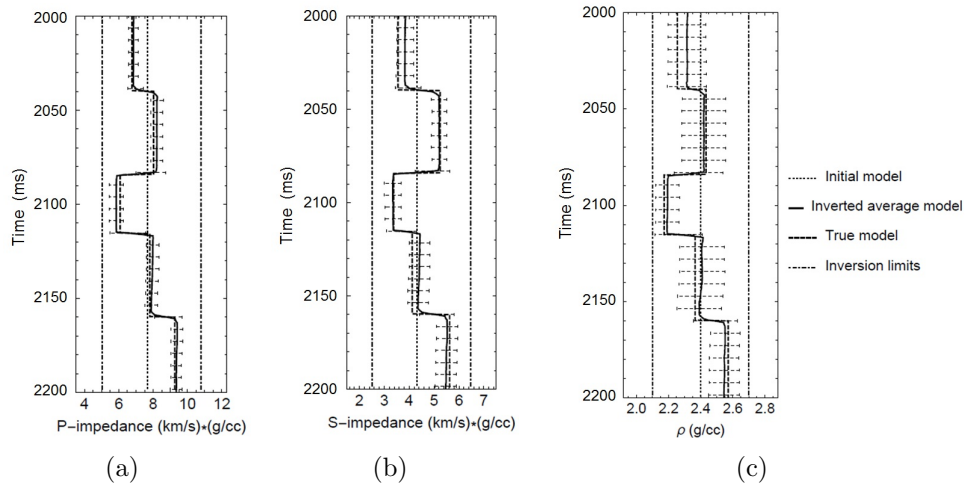 2000
2050
2100
2150
2200
Time (ms)
4 6 8 10 12
P-impedance (km/s)*(g/cc)
(a)
2000
2050
2100
2150
2200
Time (ms)
2 3 4 5 6 7
S-impedance (km/s)*(g/cc)
(b)
2000
2050
2100
2150
2200
Time (ms)
2.0 2.2 2.4 2.6 2.8
ρ (g/cc)
(c)
Initial model
Inverted average model
True model
Inversion limits